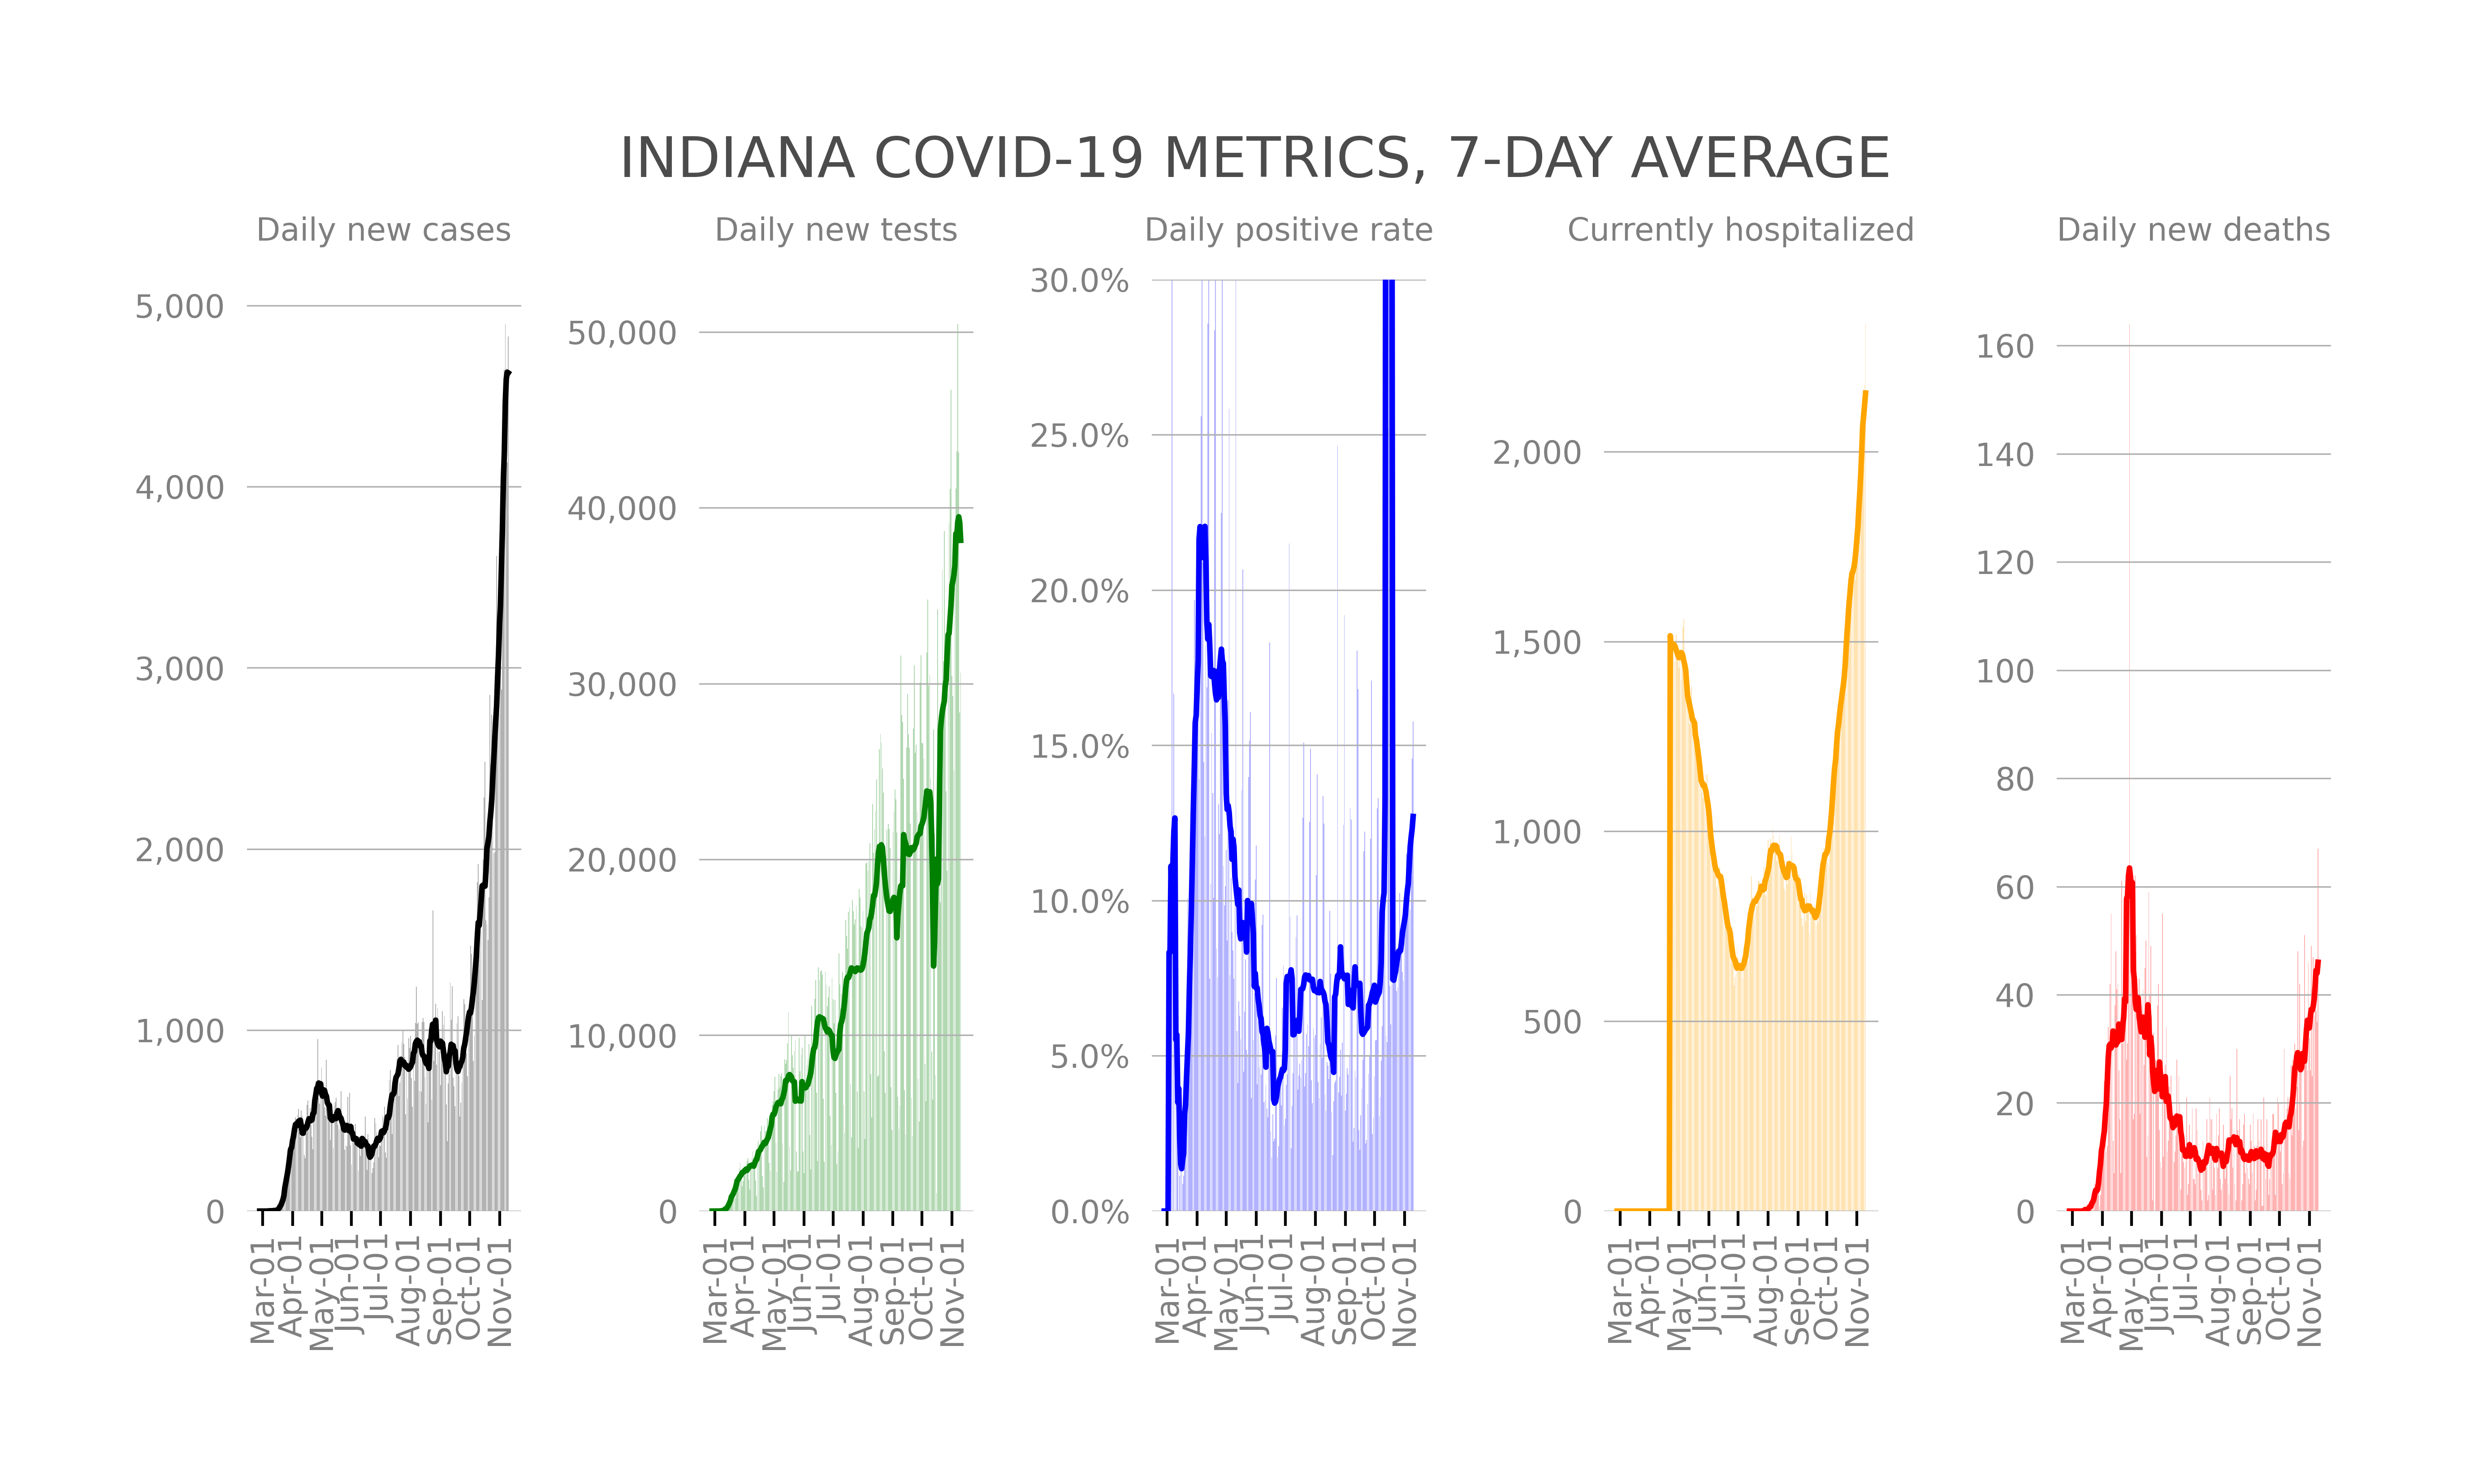 INDIANA COVID-19 METRICS, 7-DAY AVERAGE
Daily new cases
5,000
4,000
3,000
2,000
1,000
0
Mar-01
Apr-01
May-01
Jun-01
Jul-01
Aug-01
Sep-01
Oct-01
Nov-01
Daily new tests
50,000
40,000
30,000
20,000
10,000
0
Mar-01
Apr-01
May-01
Jun-01
Jul-01
Aug-01
Sep-01
Oct-01
Nov-01
Daily positive rate
30.0%
25.0%
20.0%
15.0%
10.0%
5.0%
0.0%
Mar-01
Apr-01
May-01
Jun-01
Jul-01
Aug-01
Sep-01
Oct-01
Nov-01
Currently hospitalized
2,000
1,500
1,000
500
0
Mar-01
Apr-01
May-01
Jun-01
Jul-01
Aug-01
Sep-01
Oct-01
Nov-01
Daily new deaths
160
140
120
100
80
60
40
20
0
Mar-01
Apr-01
May-01
Jun-01
Jul-01
Aug-01
Sep-01
Oct-01
Nov-01